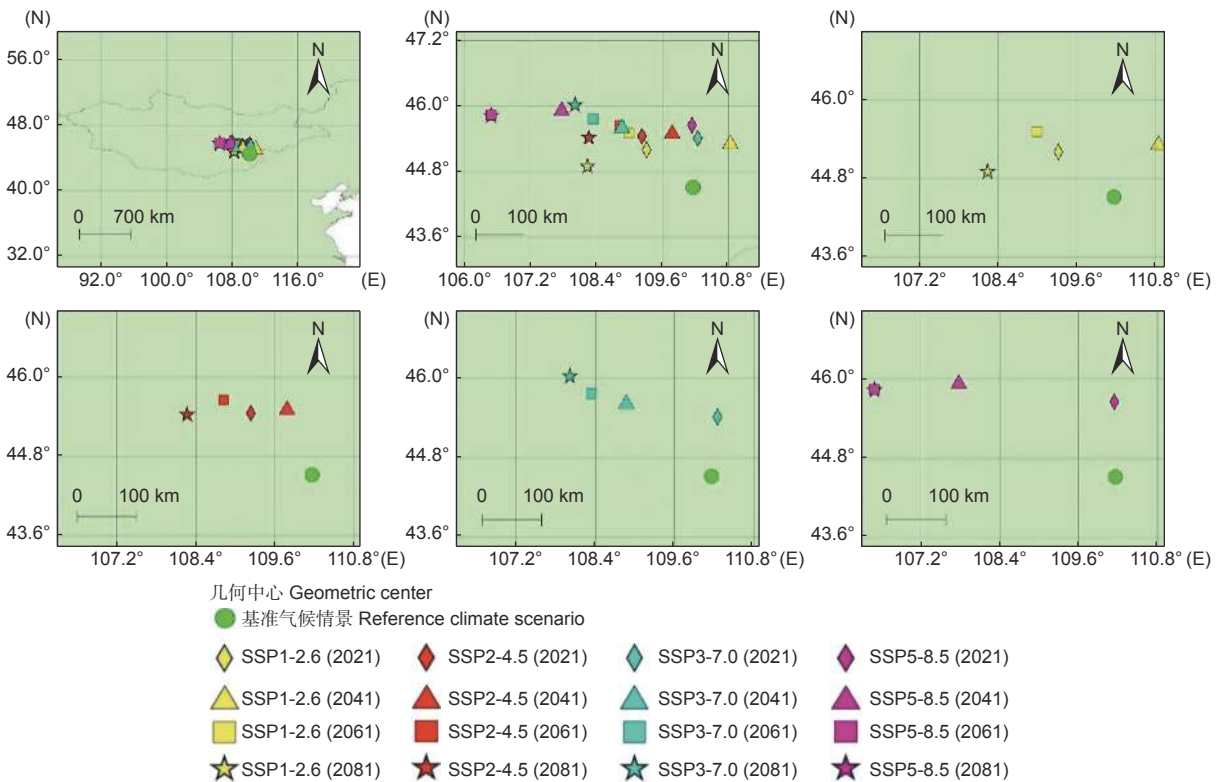 (N)
56.0°
48.0°
40.0°
32.0°
N
0 700 km
92.0° 100.0° 108.0° 116.0° (E)
(N)
47.2°
46.0°
44.8°
43.6°
N
0 100 km
106.0° 107.2° 108.4° 109.6° 110.8° (E)
(N)
46.0°
44.8°
43.6°
N
0 100 km
107.2° 108.4° 109.6° 110.8° (E)
(N)
46.0°
44.8°
43.6°
N
0 100 km
107.2° 108.4° 109.6° 110.8° (E)
(N)
46.0°
44.8°
43.6°
N
0 100 km
107.2° 108.4° 109.6° 110.8° (E)
(N)
46.0°
44.8°
43.6°
N
0 100 km
107.2° 108.4° 109.6° 110.8° (E)
几何中心 Geometric center
基准气候情景 Reference climate scenario
SSP1-2.6 (2021) SSP2-4.5 (2021) SSP3-7.0 (2021) SSP5-8.5 (2021)
SSP1-2.6 (2041) SSP2-4.5 (2041) SSP3-7.0 (2041) SSP5-8.5 (2041)
SSP1-2.6 (2061) SSP2-4.5 (2061) SSP3-7.0 (2061) SSP5-8.5 (2061)
SSP1-2.6 (2081) SSP2-4.5 (2081) SSP3-7.0 (2081) SSP5-8.5 (2081)